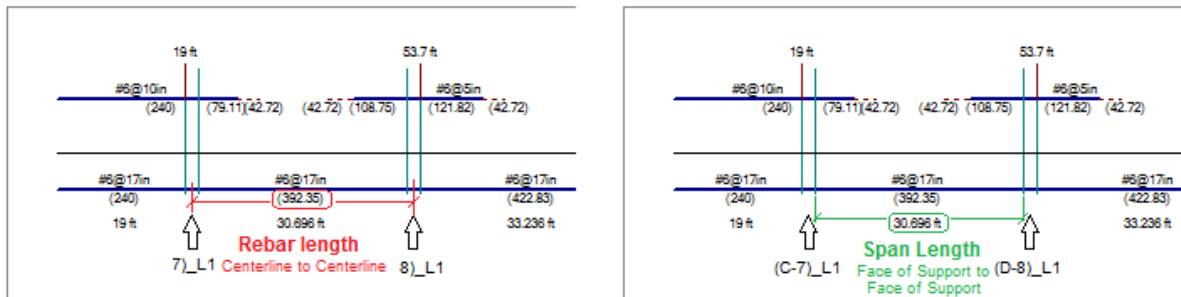 19 ft 53.7 ft
#6@10in #6@5in
(240) (79.11)(42.72) (42.72) (108.75) (121.82) (42.72)
#6@17in #6@17in #6@17in
(240) (392.35) (422.83)
19 ft 30.696 ft 33.236 ft
Rebar length
7)_L1 Centerline to Centerline 8)_L1
19 ft 53.7 ft
#6@10in #6@5in
(240) (79.11)(42.72) (42.72) (108.75) (121.82) (42.72)
#6@17in #6@17in #6@17in
(240) (392.35) (422.83)
19 ft 30.696 ft 33.236 ft
Span Length
(C-7)_L1 Face of Support to (D-8)_L1
Face of Support